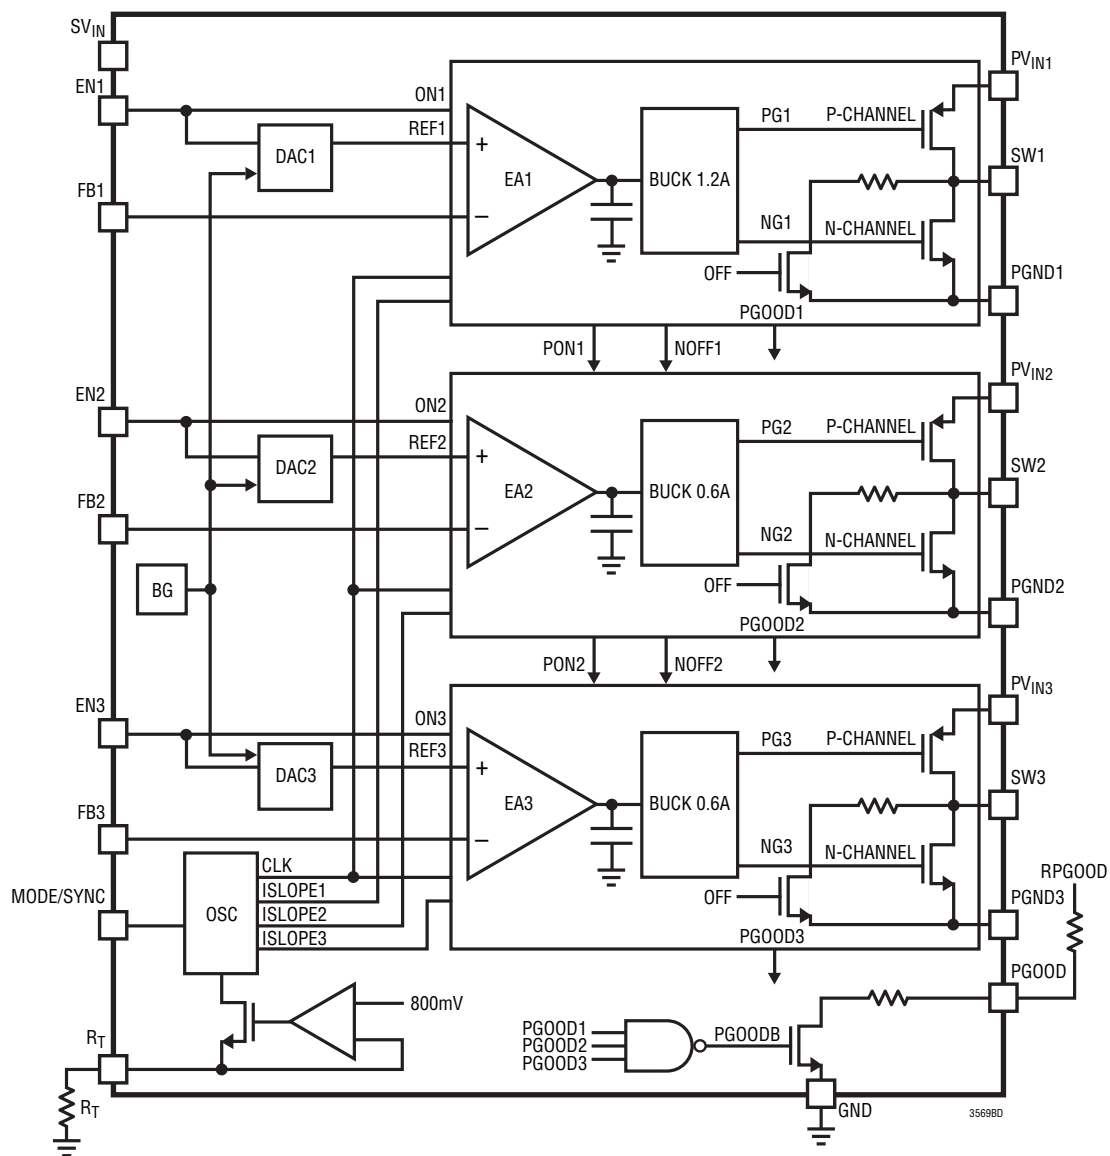 SVIN
EN1
FB1
ON1
REF1
DAC1
+
EA1
−
BUCK 1.2A
PG1
P-CHANNEL
NG1
N-CHANNEL
OFF
PGOOD1
PVIN1
SW1
PGND1
PON1
NOFF1
EN2
FB2
ON2
REF2
DAC2
+
EA2
−
BUCK 0.6A
PG2
P-CHANNEL
NG2
N-CHANNEL
OFF
PGOOD2
PVIN2
SW2
PGND2
BG
PON2
NOFF2
EN3
FB3
ON3
REF3
DAC3
+
EA3
−
BUCK 0.6A
PG3
P-CHANNEL
NG3
N-CHANNEL
OFF
PGOOD3
PVIN3
SW3
PGND3
RPGOOD
PGOOD
MODE/SYNC
OSC
CLK
ISLOPE1
ISLOPE2
ISLOPE3
800mV
RT
RT
PGOOD1
PGOOD2
PGOOD3
PGOODB
GND
3569BD